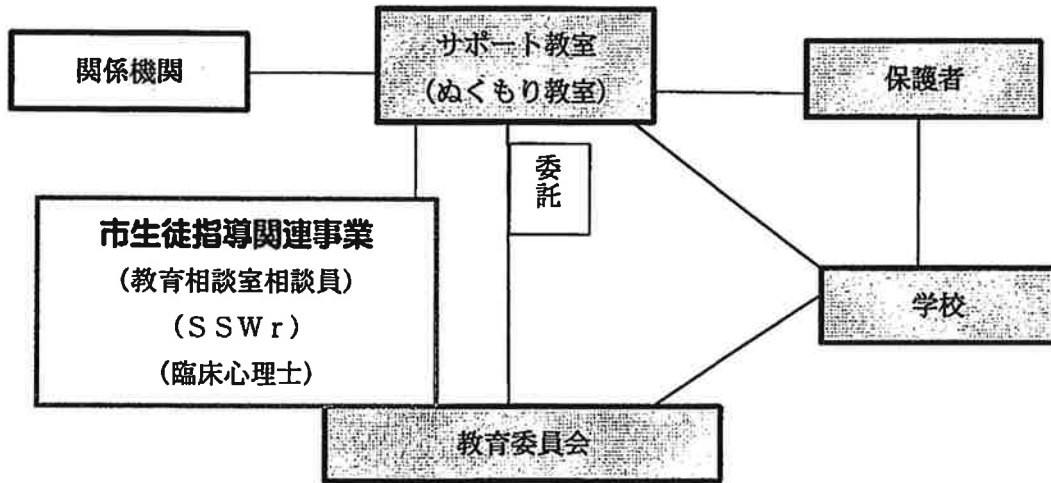 関係機関
サポート教室
(ぬくもり教室)
保護者
委託
市生徒指導関連事業
(教育相談室相談員)
(SSWr)
(臨床心理士)
学校
教育委員会